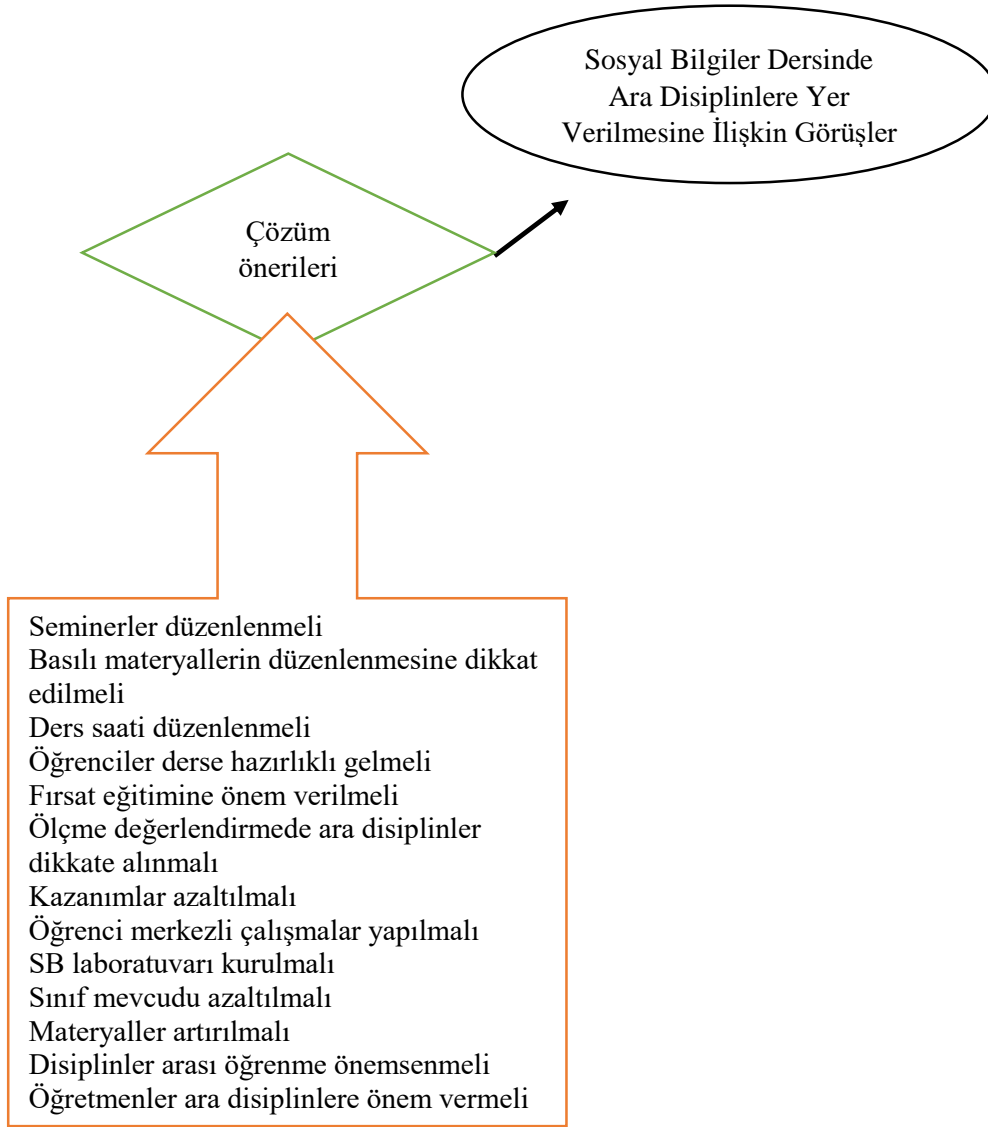 Sosyal Bilgiler Dersinde
Ara Disiplinlere Yer
Verilmesine İlişkin Görüşler
Çözüm
önerileri
Seminerler düzenlenmeli
Basılı materyallerin düzenlenmesine dikkat
edilmeli
Ders saati düzenlenmeli
Öğrenciler derse hazırlıklı gelmeli
Fırsat eğitimine önem verilmeli
Ölçme değerlendirmede ara disiplinler
dikkate alınmalı
Kazanımlar azaltılmalı
Öğrenci merkezli çalışmalar yapılmalı
SB laboratuvarı kurulmalı
Sınıf mevcudu azaltılmalı
Materyaller artırılmalı
Disiplinler arası öğrenme önemsenmeli
Öğretmenler ara disiplinlere önem vermeli